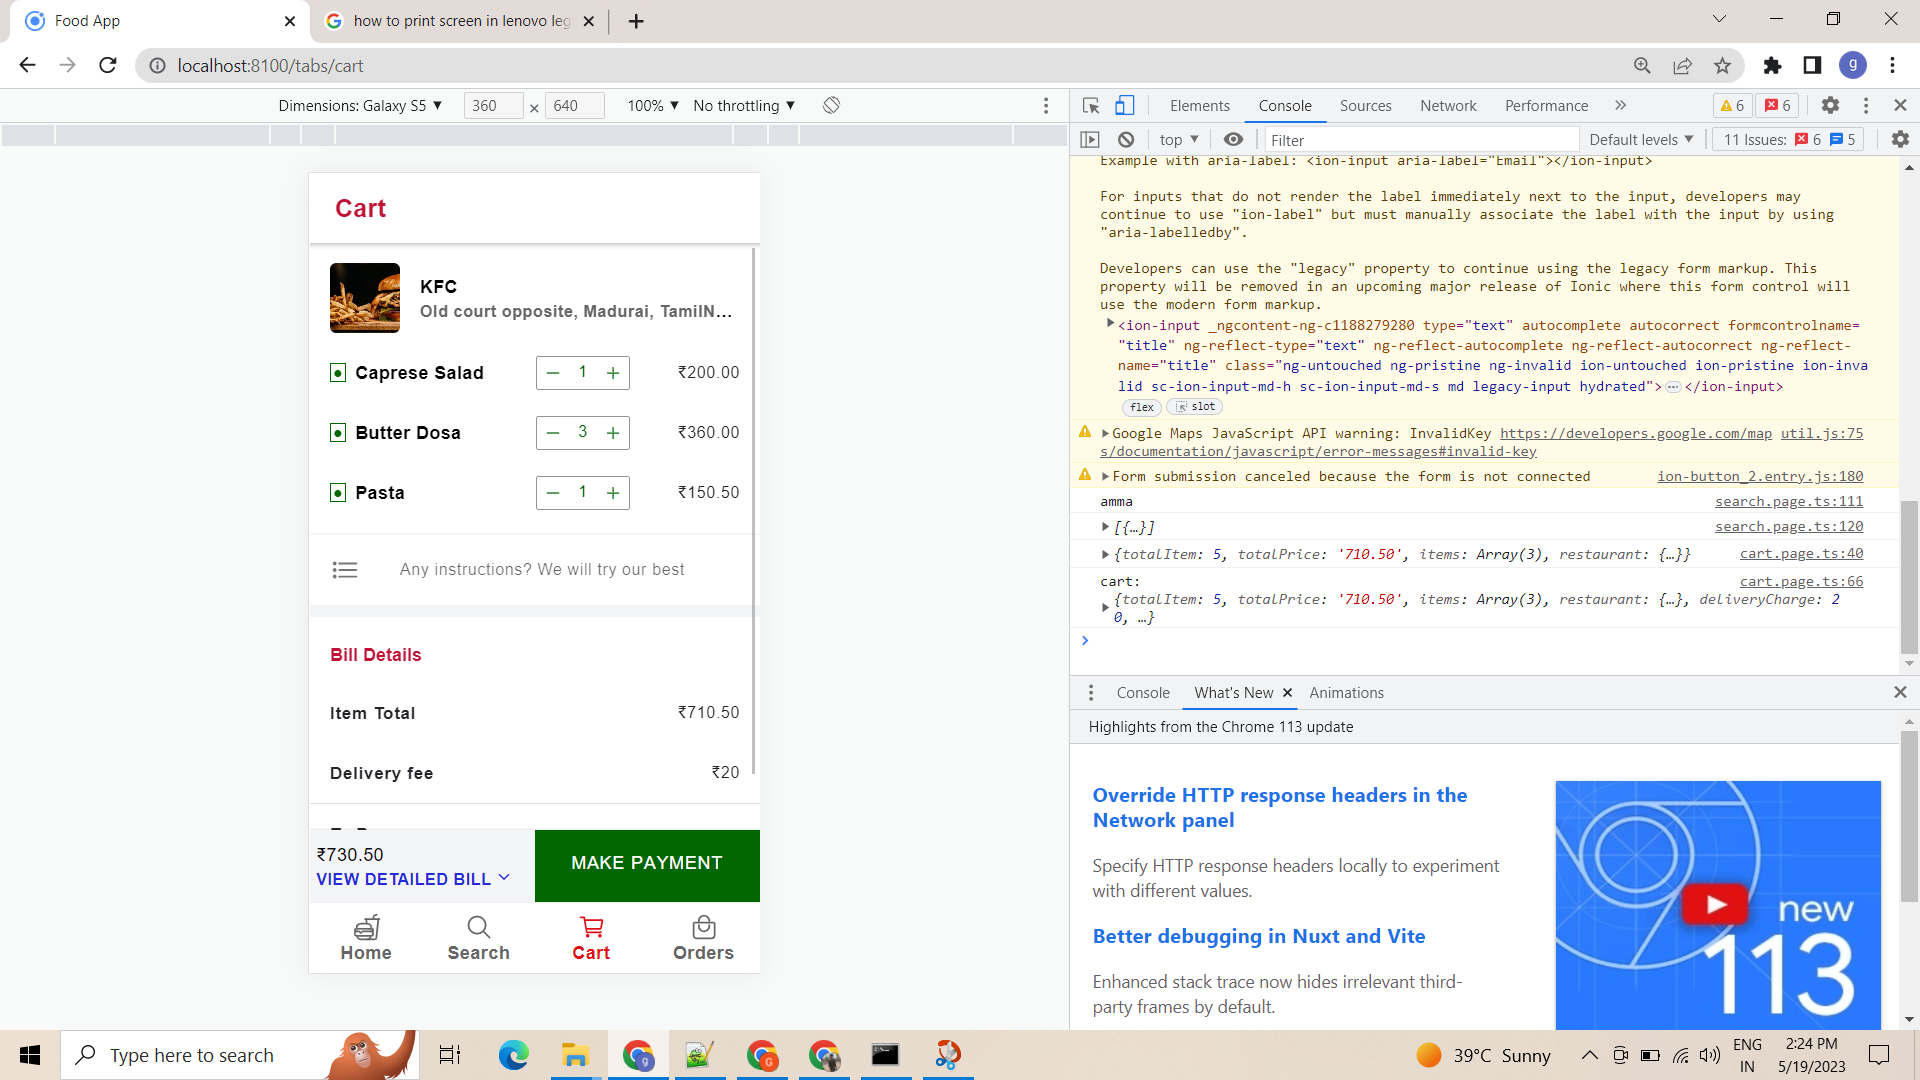 Food App
how to print screen in lenovo leg
localhost:8100/tabs/cart
g
Dimensions: Galaxy S5 ▼ 360 × 640 100% ▼ No throttling ▼
Cart
KFC
Old court opposite, Madurai, TamilN...
Caprese Salad 1 ₹200.00
Butter Dosa 3 ₹360.00
Pasta 1 ₹150.50
Any instructions? We will try our best
Bill Details
Item Total ₹710.50
Delivery fee ₹20
₹730.50
VIEW DETAILED BILL
MAKE PAYMENT
Home Search Cart Orders
Elements Console Sources Network Performance 6 6
top ▼ Filter Default levels ▼ 11 Issues: 6 5
Example with aria-label: <ion-input aria-label="Email"></ion-input>
For inputs that do not render the label immediately next to the input, developers may
continue to use "ion-label" but must manually associate the label with the input by using
"aria-labelledby".
Developers can use the "legacy" property to continue using the legacy form markup. This
property will be removed in an upcoming major release of Ionic where this form control will
use the modern form markup.
<ion-input _ngcontent-ng-c1188279280 type="text" autocomplete autocorrect formcontrolname=
"title" ng-reflect-type="text" ng-reflect-autocomplete ng-reflect-autocorrect ng-reflect-
name="title" class="ng-untouched ng-pristine ng-invalid ion-untouched ion-pristine ion-inva
lid sc-ion-input-md-h sc-ion-input-md-s md legacy-input hydrated">…</ion-input>
flex slot
Google Maps JavaScript API warning: InvalidKey https://developers.google.com/map util.js:75
s/documentation/javascript/error-messages#invalid-key
Form submission canceled because the form is not connected ion-button_2.entry.js:180
amma search.page.ts:111
[{…}] search.page.ts:120
{totalItem: 5, totalPrice: '710.50', items: Array(3), restaurant: {…}} cart.page.ts:40
cart: cart.page.ts:66
{totalItem: 5, totalPrice: '710.50', items: Array(3), restaurant: {…}, deliveryCharge: 2
0, …}
Console What's New Animations
Highlights from the Chrome 113 update
Override HTTP response headers in the
Network panel
Specify HTTP response headers locally to experiment
with different values.
Better debugging in Nuxt and Vite
Enhanced stack trace now hides irrelevant third-
party frames by default.
new
113
Type here to search
g
G
39°C Sunny
ENG
IN
2:24 PM
5/19/2023